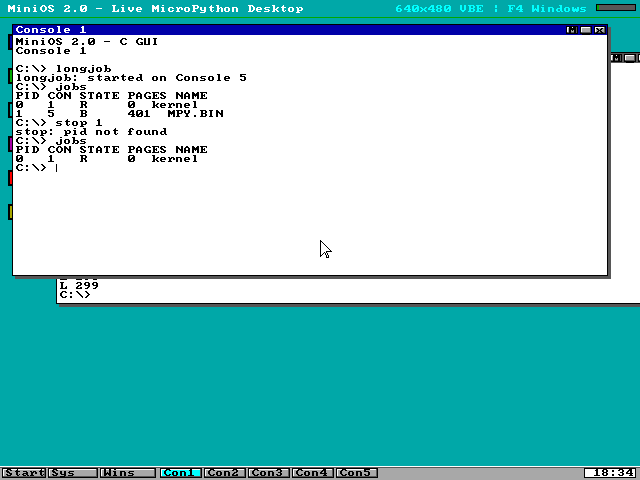 MiniOS 2.0 - Live MicroPython Desktop 640x480 VBE | F4 Windows
Console 1 M
MiniOS 2.0 - C GUI
Console 1
C:\> longjob
longjob: started on Console 5
C:\> jobs
PID CON STATE PAGES NAME
0 1 R 0 kernel
1 5 B 401 MPY.BIN
C:\> stop 1
stop: pid not found
C:\> jobs
PID CON STATE PAGES NAME
0 1 R 0 kernel
C:\>
M
L 299
C:\>
Start Sys Wins Con1 Con2 Con3 Con4 Con5 18:34